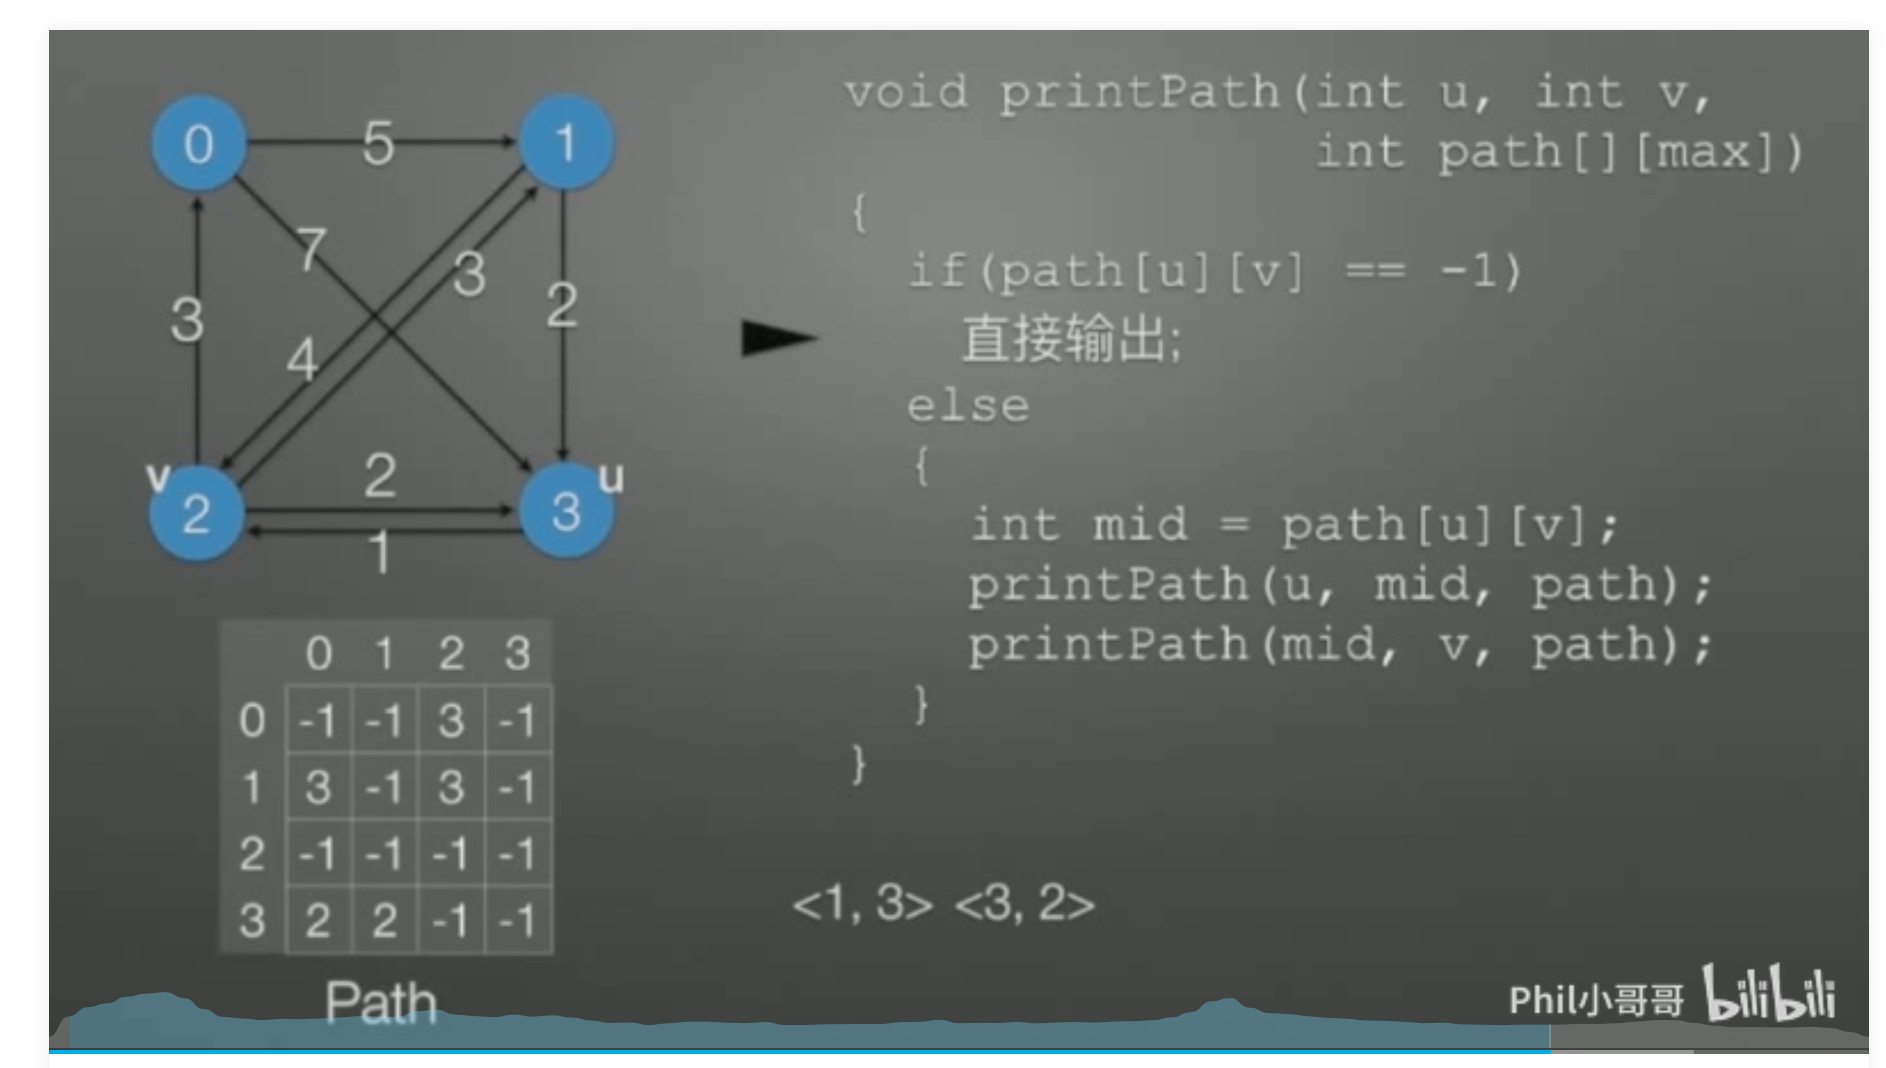 void printPath(int u, int v,
int path[][max])
{
if(path[u][v] == -1)
直接输出;
else
{
int mid = path[u][v];
printPath(u, mid, path);
printPath(mid, v, path);
}
}
0 5 1
7 3
3 2
4
v 2 u
2 3
1
0 1 2 3
0 -1 -1 3 -1
1 3 -1 3 -1
2 -1 -1 -1 -1
3 2 2 -1 -1
Path
<1, 3> <3, 2>
Phil小哥哥 bilibili